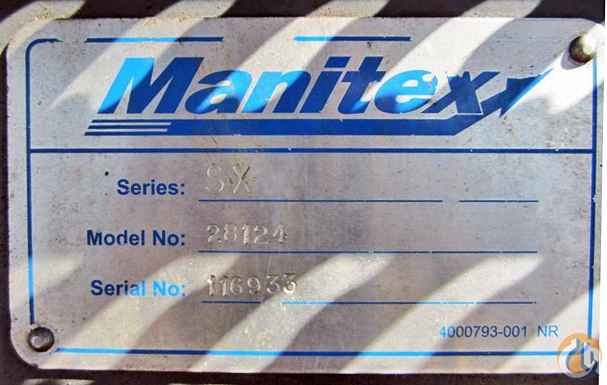 Manitex
Series: SX
Model No: 28124
Serial No: 116933
4000793-001 NR